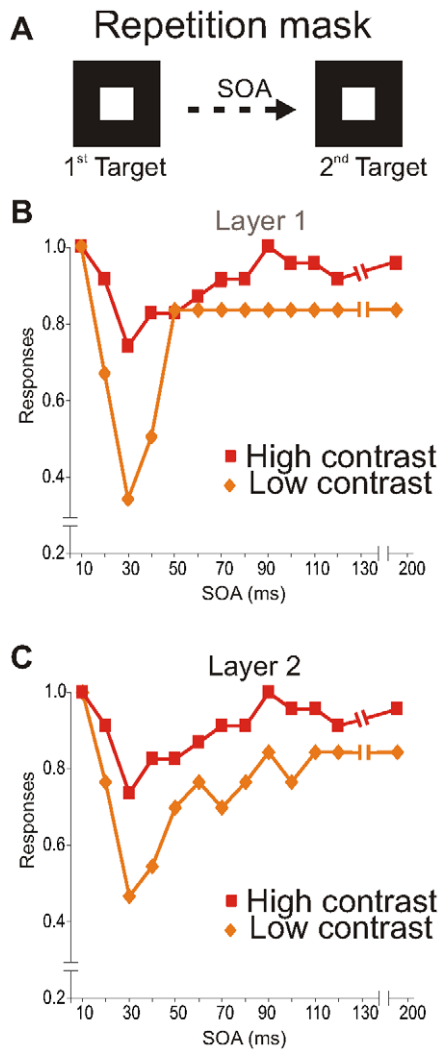 A Repetition mask
SOA
1st Target 2nd Target
B
Layer 1
1.0
0.8
0.6
0.4
0.2
Responses
High contrast
Low contrast
10 30 50 70 90 110 130 200
SOA (ms)
C
Layer 2
1.0
0.8
0.6
0.4
0.2
Responses
High contrast
Low contrast
10 30 50 70 90 110 130 200
SOA (ms)